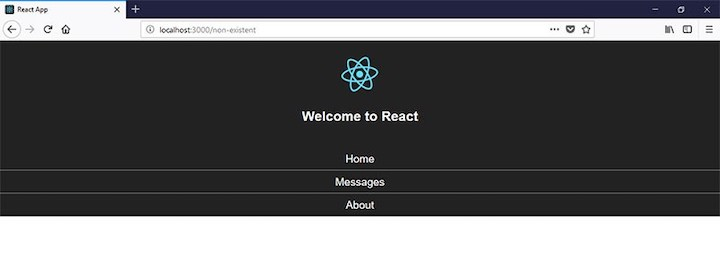 React App
localhost:3000/non-existent
Welcome to React
Home
Messages
About